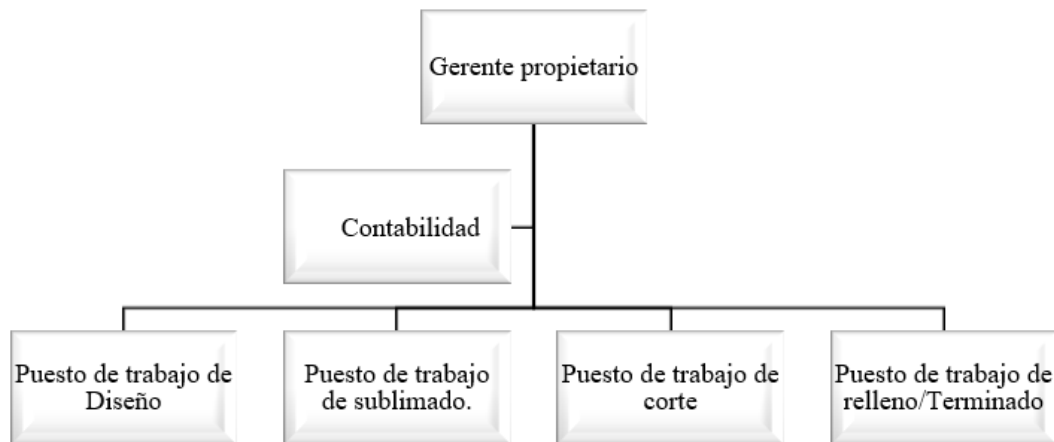 Gerente propietario
Contabilidad
Puesto de trabajo de
Diseño
Puesto de trabajo
de sublimado.
Puesto de trabajo de
corte
Puesto de trabajo de
relleno/Terminado